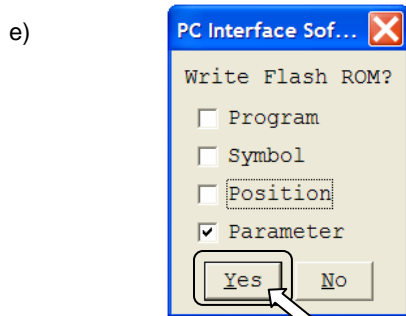 e)
PC Interface Sof...
Write Flash ROM?
Program
Symbol
Position
Parameter
Yes No